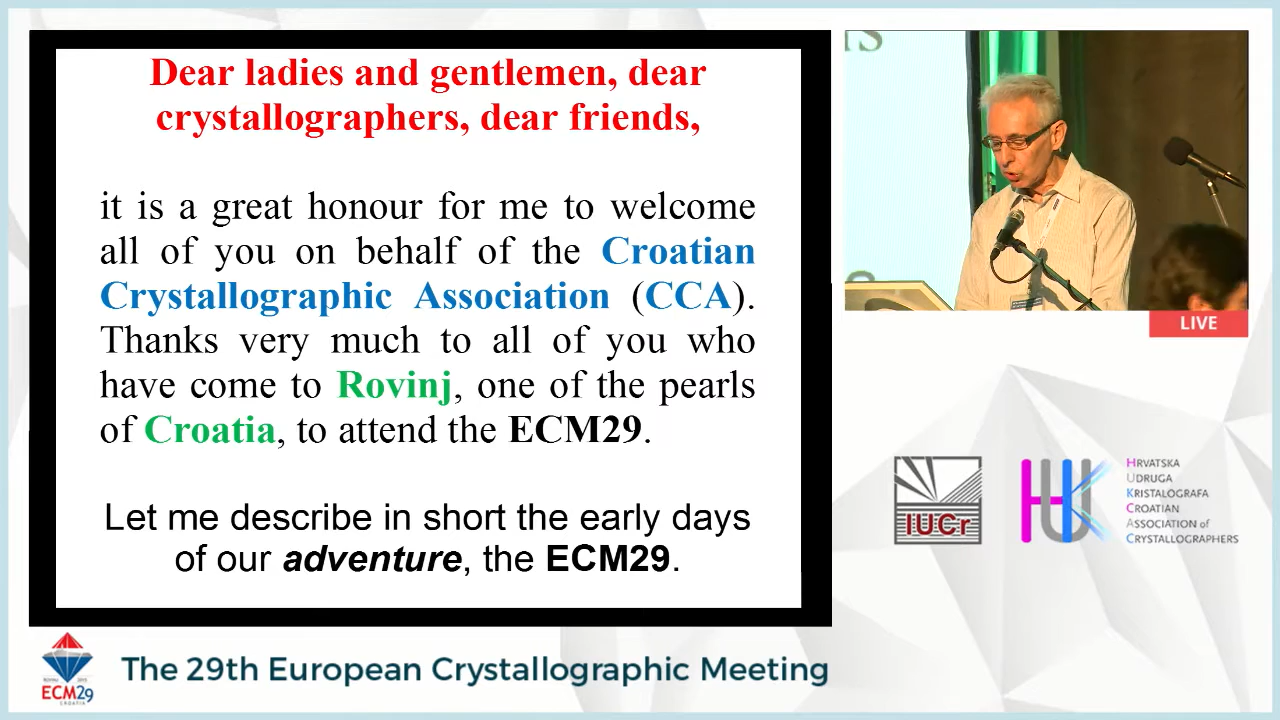 Dear ladies and gentlemen, dear
crystallographers, dear friends,
it is a great honour for me to welcome
all of you on behalf of the Croatian
Crystallographic Association (CCA).
Thanks very much to all of you who
have come to Rovinj, one of the pearls
of Croatia, to attend the ECM29.
Let me describe in short the early days
of our adventure, the ECM29.
LIVE
IUCr
HUK
HRVATSKA
UDRUGA
KRISTALOGRAFA
CROATIAN
ASSOCIATION of
CRYSTALLOGRAPHERS
ECM29
CROATIA
The 29th European Crystallographic Meeting